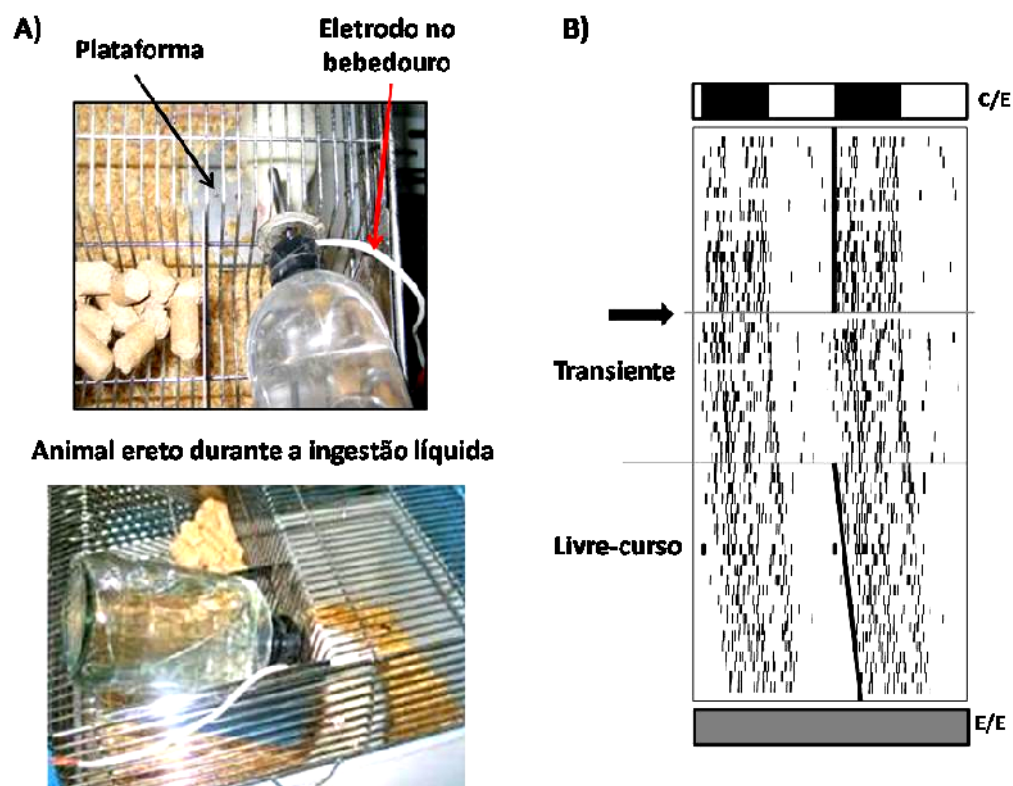 A)
Plataforma
Eletrodo no
bebedouro
Animal ereto durante a ingestão líquida
B)
C/E
Transiente
Livre-curso
E/E